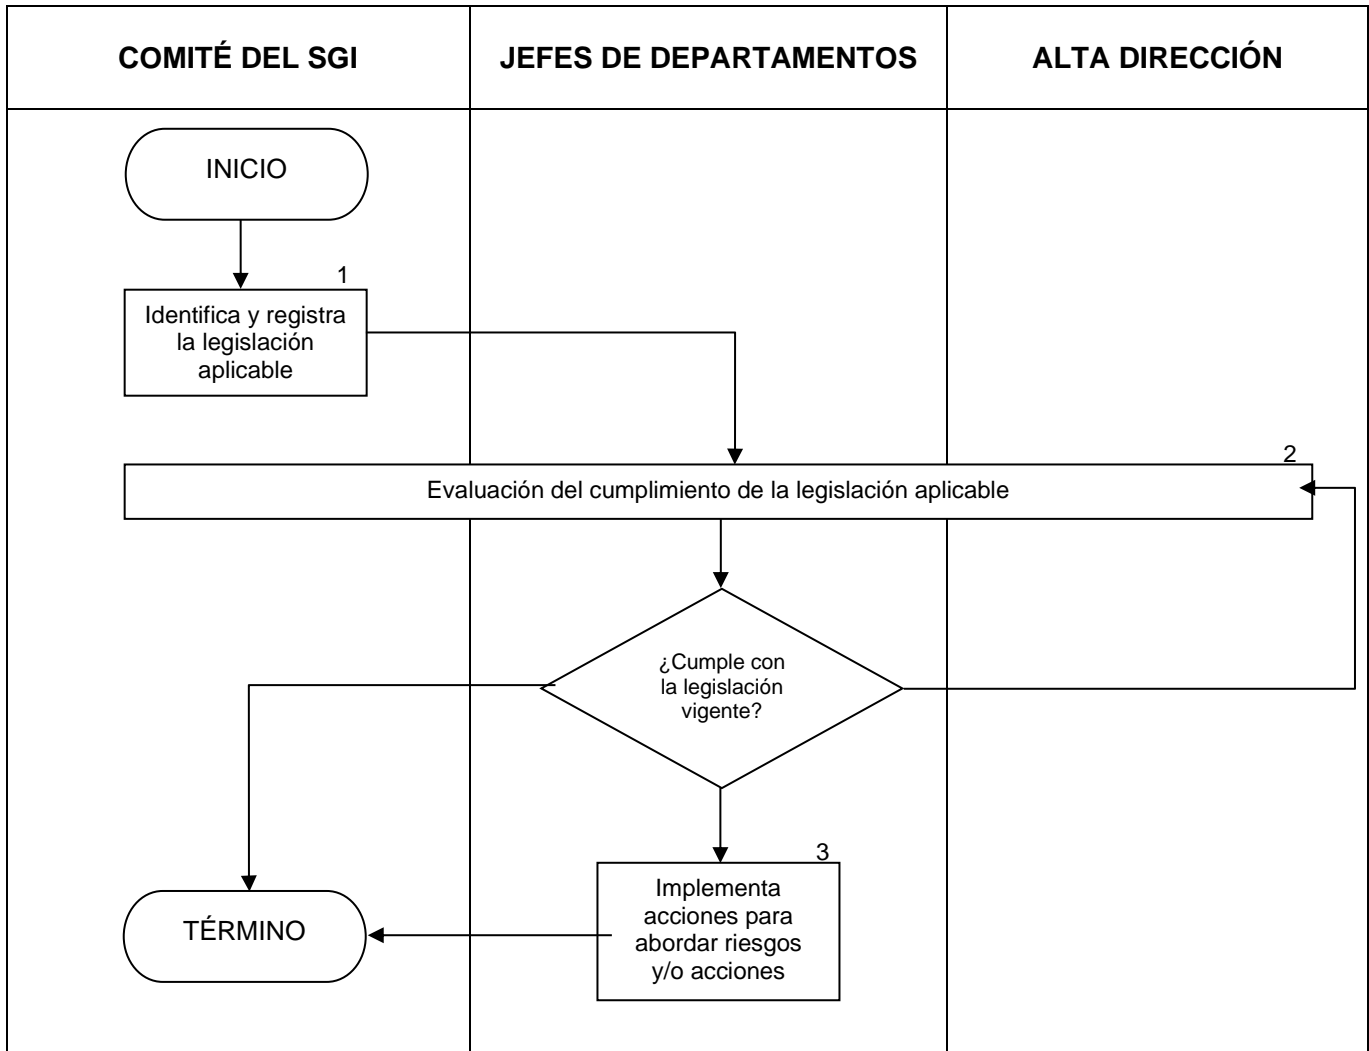 COMITÉ DEL SGI
JEFES DE DEPARTAMENTOS
ALTA DIRECCIÓN
INICIO
1
Identifica y registra
la legislación
aplicable
2
Evaluación del cumplimiento de la legislación aplicable
¿Cumple con
la legislación
vigente?
3
Implementa
acciones para
abordar riesgos
y/o acciones
TÉRMINO